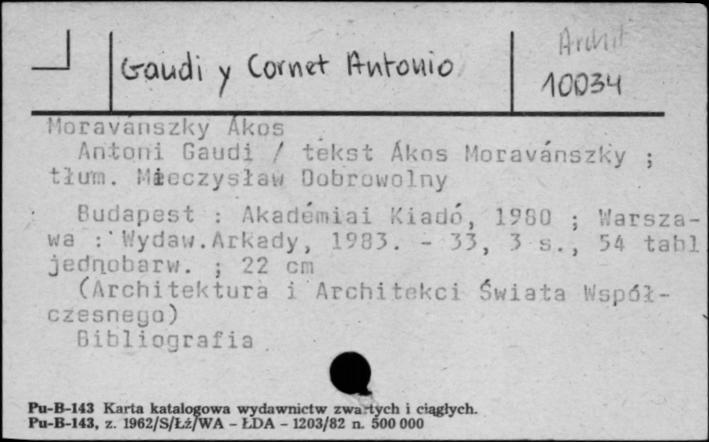 Archit
Gaudi y Cornet Antonio
10034
Moravánszky Ákos
Antoni Gaudi / tekst Ákos Moravánszky ;
tłum. Mieczysław Dobrowolny
Budapest : Akadémiai Kiadó, 1980 ; Warsza-
wa : Wydaw.Arkady, 1983. - 33, 3 s., 54 tabl
jednobarw. ; 22 cm
(Architektura i Architekci Świata Współ-
czesnego)
Bibliografia
Pu-B-143 Karta katalogowa wydawnictw zwartych i ciągłych.
Pu-B-143, z. 1962/S/Łż/WA - ŁDA - 1203/82 n. 500 000